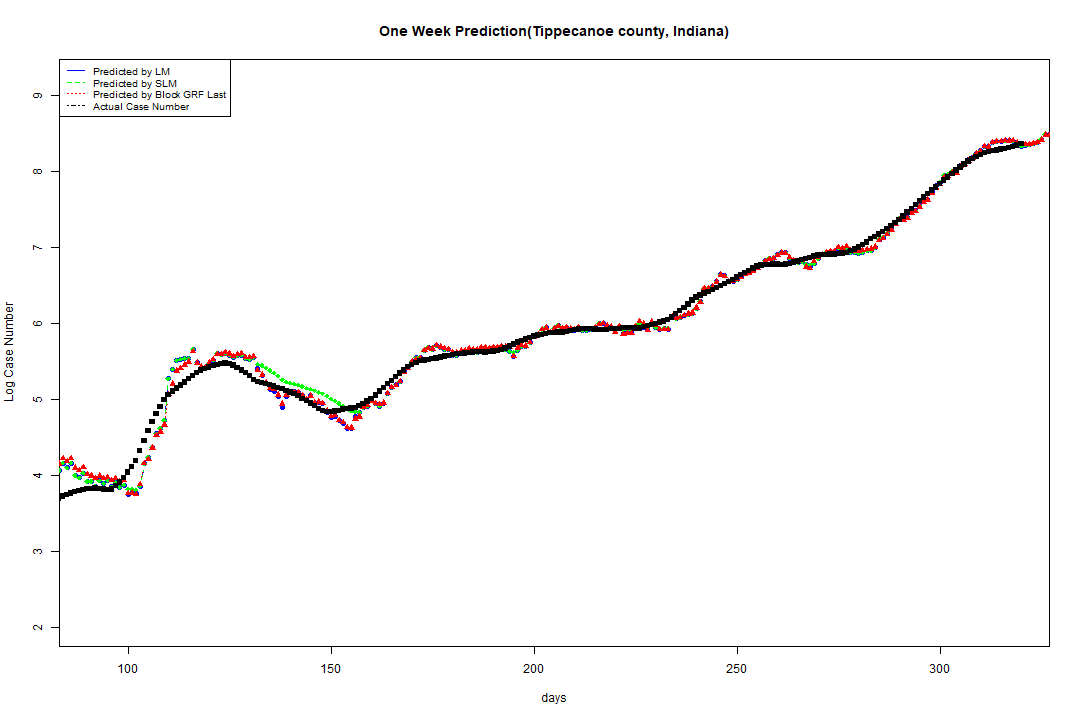 One Week Prediction(Tippecanoe county, Indiana)
Predicted by LM
Predicted by SLM
Predicted by Block GRF Last
Actual Case Number
Log Case Number
9
8
7
6
5
4
3
2
100 150 200 250 300
days